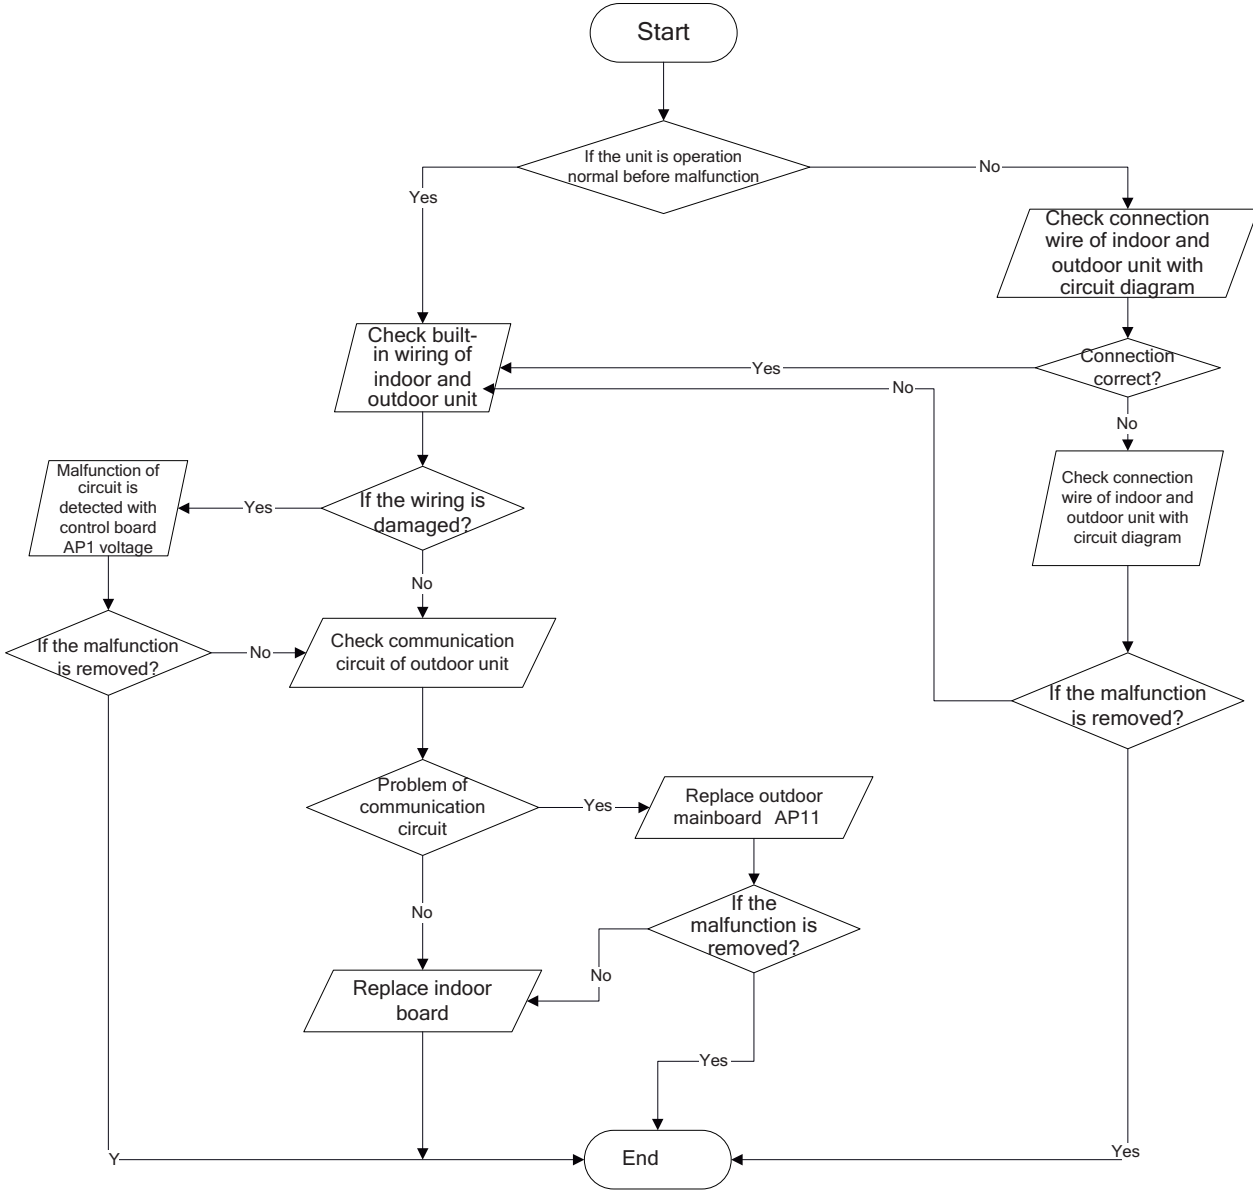 Start
If the unit is operation
normal before malfunction
No
Yes
Check connection
wire of indoor and
outdoor unit with
circuit diagram
Check built-
in wiring of
indoor and
outdoor unit
Yes
Connection
correct?
No
No
Malfunction of
circuit is
detected with
control board
AP1 voltage
Yes
If the wiring is
damaged?
Check connection
wire of indoor and
outdoor unit with
circuit diagram
No
If the malfunction
is removed?
No
Check communication
circuit of outdoor unit
If the malfunction
is removed?
Problem of
communication
circuit
Yes
Replace outdoor
mainboard AP11
No
If the
malfunction is
removed?
No
Replace indoor
board
Yes
Y
End
Yes